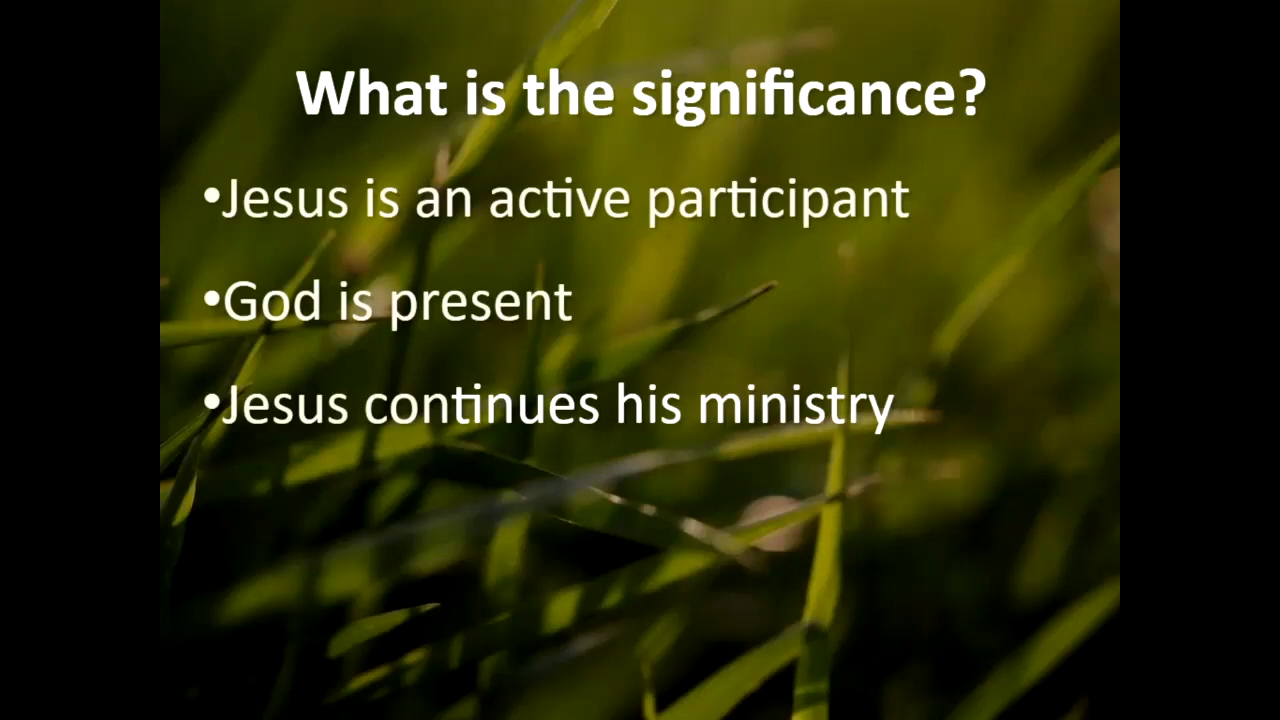 What is the significance?
•Jesus is an active participant
•God is present
•Jesus continues his ministry